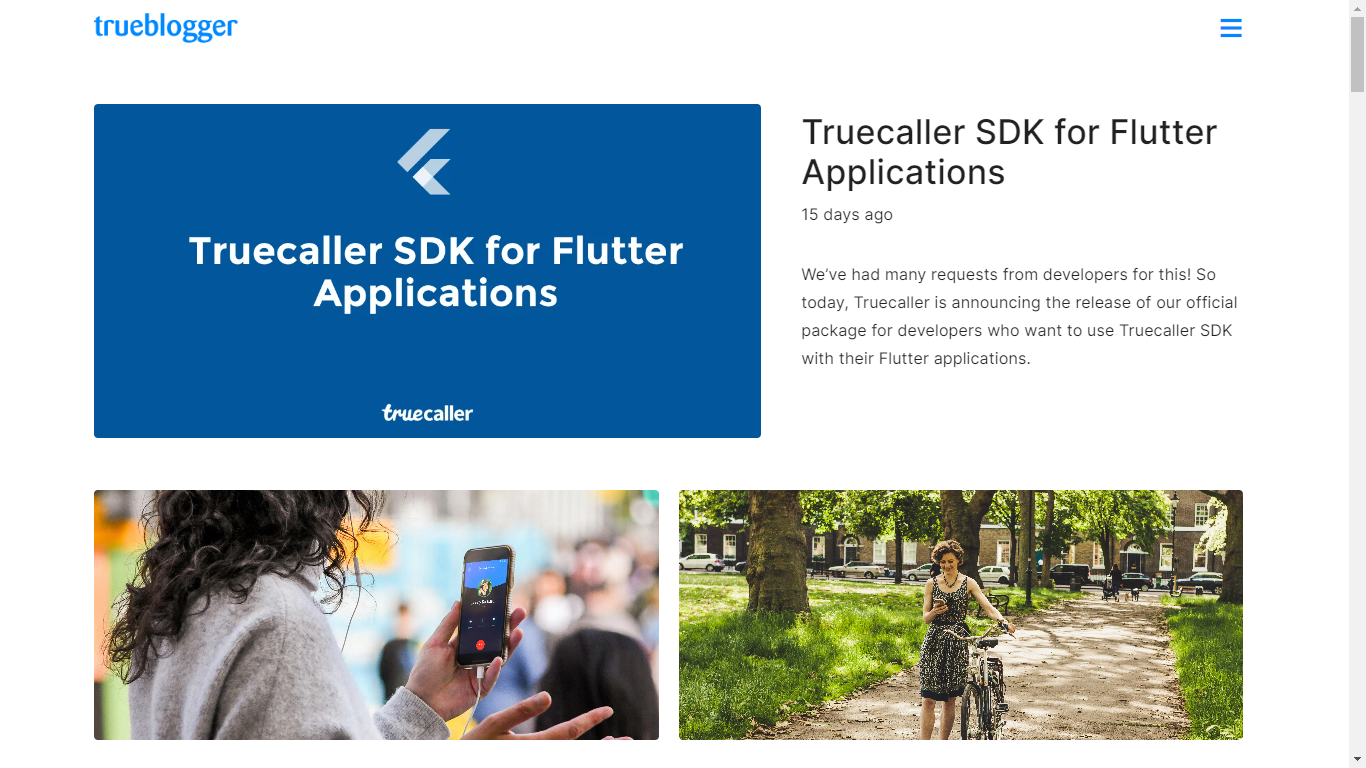 trueblogger
Truecaller SDK for Flutter
Applications
truecaller
Truecaller SDK for Flutter
Applications
15 days ago
We’ve had many requests from developers for this! So
today, Truecaller is announcing the release of our official
package for developers who want to use Truecaller SDK
with their Flutter applications.